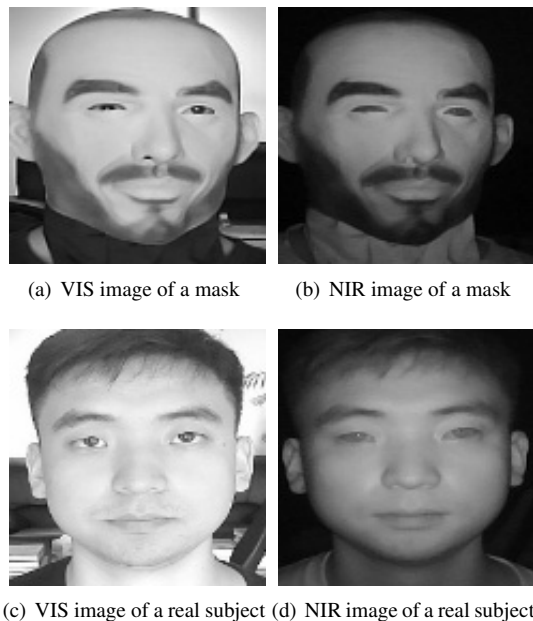 (a) VIS image of a mask
(b) NIR image of a mask
(c) VIS image of a real subject
(d) NIR image of a real subject